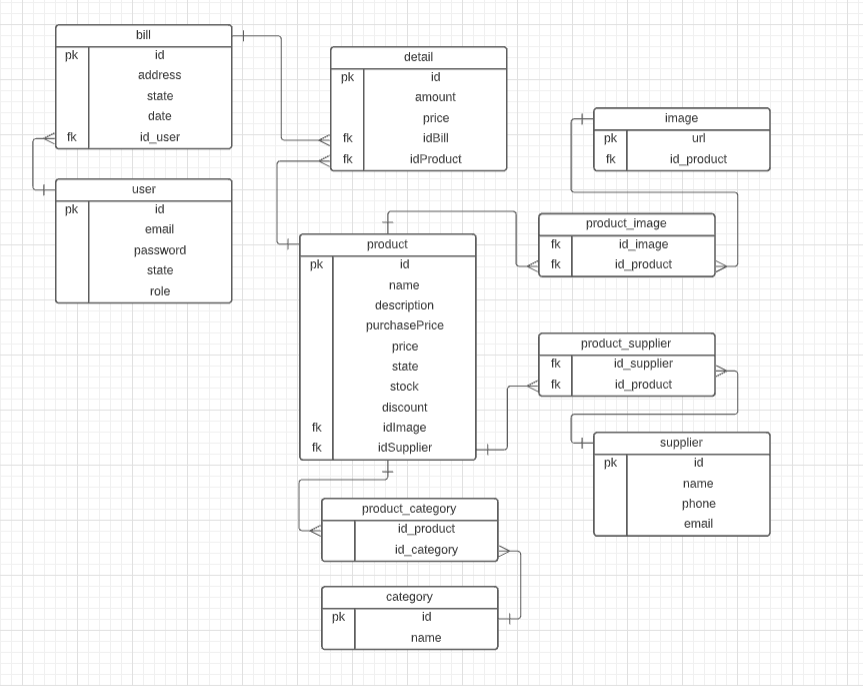 bill
pk id
address
state
date
fk id_user
user
pk id
email
password
state
role
detail
pk id
amount
price
fk idBill
fk idProduct
image
pk url
fk id_product
product_image
fk id_image
fk id_product
product
pk id
name
description
purchasePrice
price
state
stock
discount
fk idImage
fk idSupplier
product_supplier
fk id_supplier
fk id_product
supplier
pk id
name
phone
email
product_category
id_product
id_category
category
pk id
name